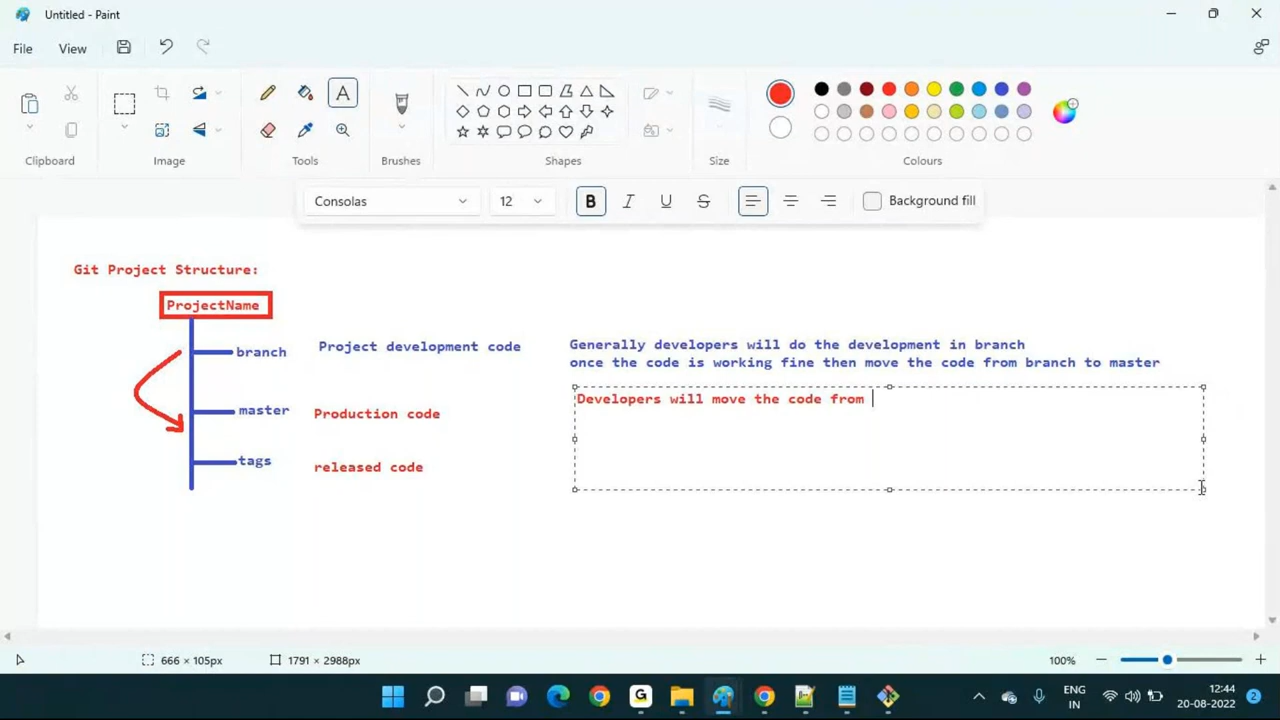 Untitled - Paint
File
View
Clipboard
Image
A
Tools
Brushes
Shapes
Size
Colours
Consolas
12
B
I
U
S
Background fill
Git Project Structure:
ProjectName
branch
Project development code
Generally developers will do the development in branch
once the code is working fine then move the code from branch to master
Developers will move the code from
master
Production code
tags
released code
666 × 105px
1791 × 2988px
100%
G
ENG
IN
12:44
20-08-2022
2